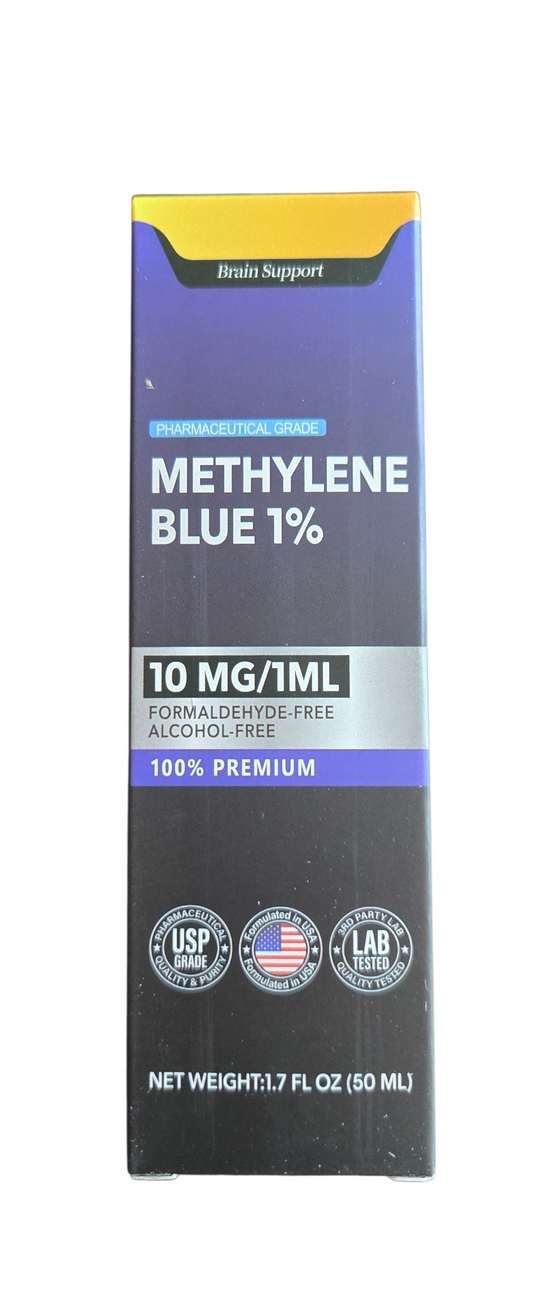 Brain Support
PHARMACEUTICAL GRADE
METHYLENE
BLUE 1%
10 MG/1ML
FORMALDEHYDE-FREE
ALCOHOL-FREE
100% PREMIUM
PHARMACEUTICAL
USP
GRADE
QUALITY & PURITY
Formulated in USA
Formulated in USA
3RD PARTY LAB
LAB
TESTED
QUALITY TESTED
NET WEIGHT:1.7 FL OZ (50 ML)